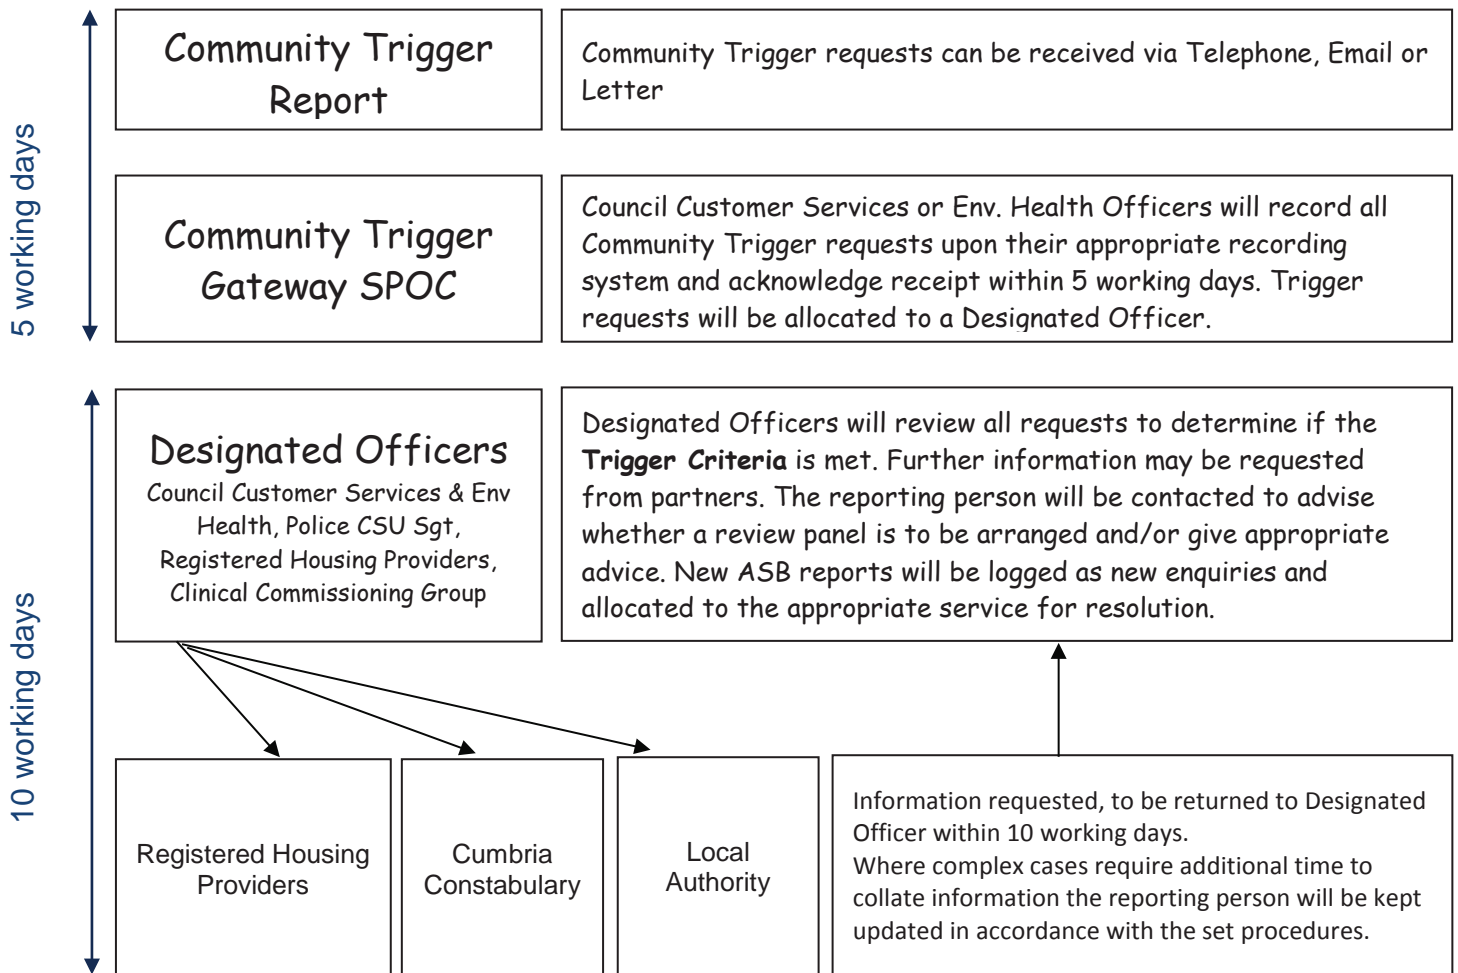 5 working days
Community Trigger
Report
Community Trigger requests can be received via Telephone, Email or
Letter
Community Trigger
Gateway SPOC
Council Customer Services or Env. Health Officers will record all
Community Trigger requests upon their appropriate recording
system and acknowledge receipt within 5 working days. Trigger
requests will be allocated to a Designated Officer.
10 working days
Designated Officers
Council Customer Services & Env
Health, Police CSU Sgt,
Registered Housing Providers,
Clinical Commissioning Group
Designated Officers will review all requests to determine if the
Trigger Criteria is met. Further information may be requested
from partners. The reporting person will be contacted to advise
whether a review panel is to be arranged and/or give appropriate
advice. New ASB reports will be logged as new enquiries and
allocated to the appropriate service for resolution.
Registered Housing
Providers
Cumbria
Constabulary
Local
Authority
Information requested, to be returned to Designated
Officer within 10 working days.
Where complex cases require additional time to
collate information the reporting person will be kept
updated in accordance with the set procedures.